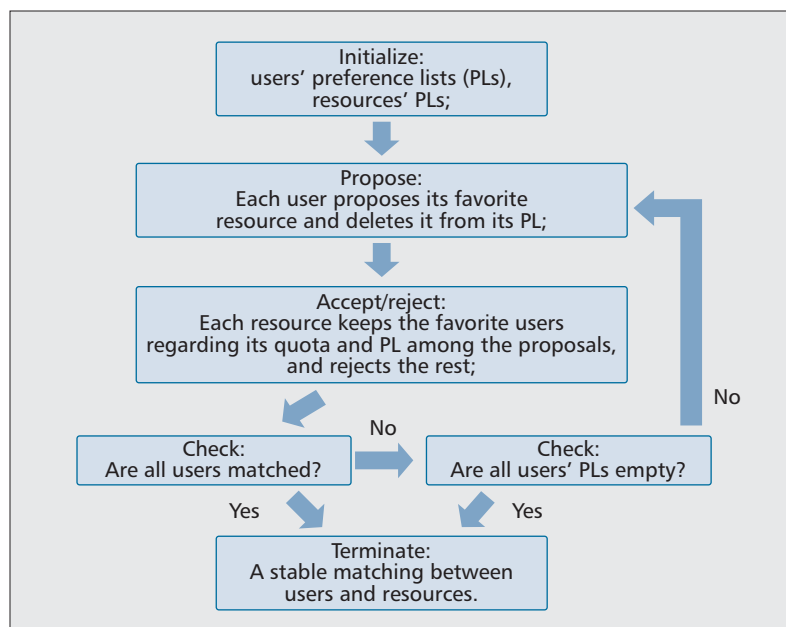 Initialize:
users’ preference lists (PLs),
resources’ PLs;
Propose:
Each user proposes its favorite
resource and deletes it from its PL;
Accept/reject:
Each resource keeps the favorite users
regarding its quota and PL among the proposals,
and rejects the rest;
No
No
Check:
Are all users matched?
Check:
Are all users’ PLs empty?
Yes
Yes
Terminate:
A stable matching between
users and resources.